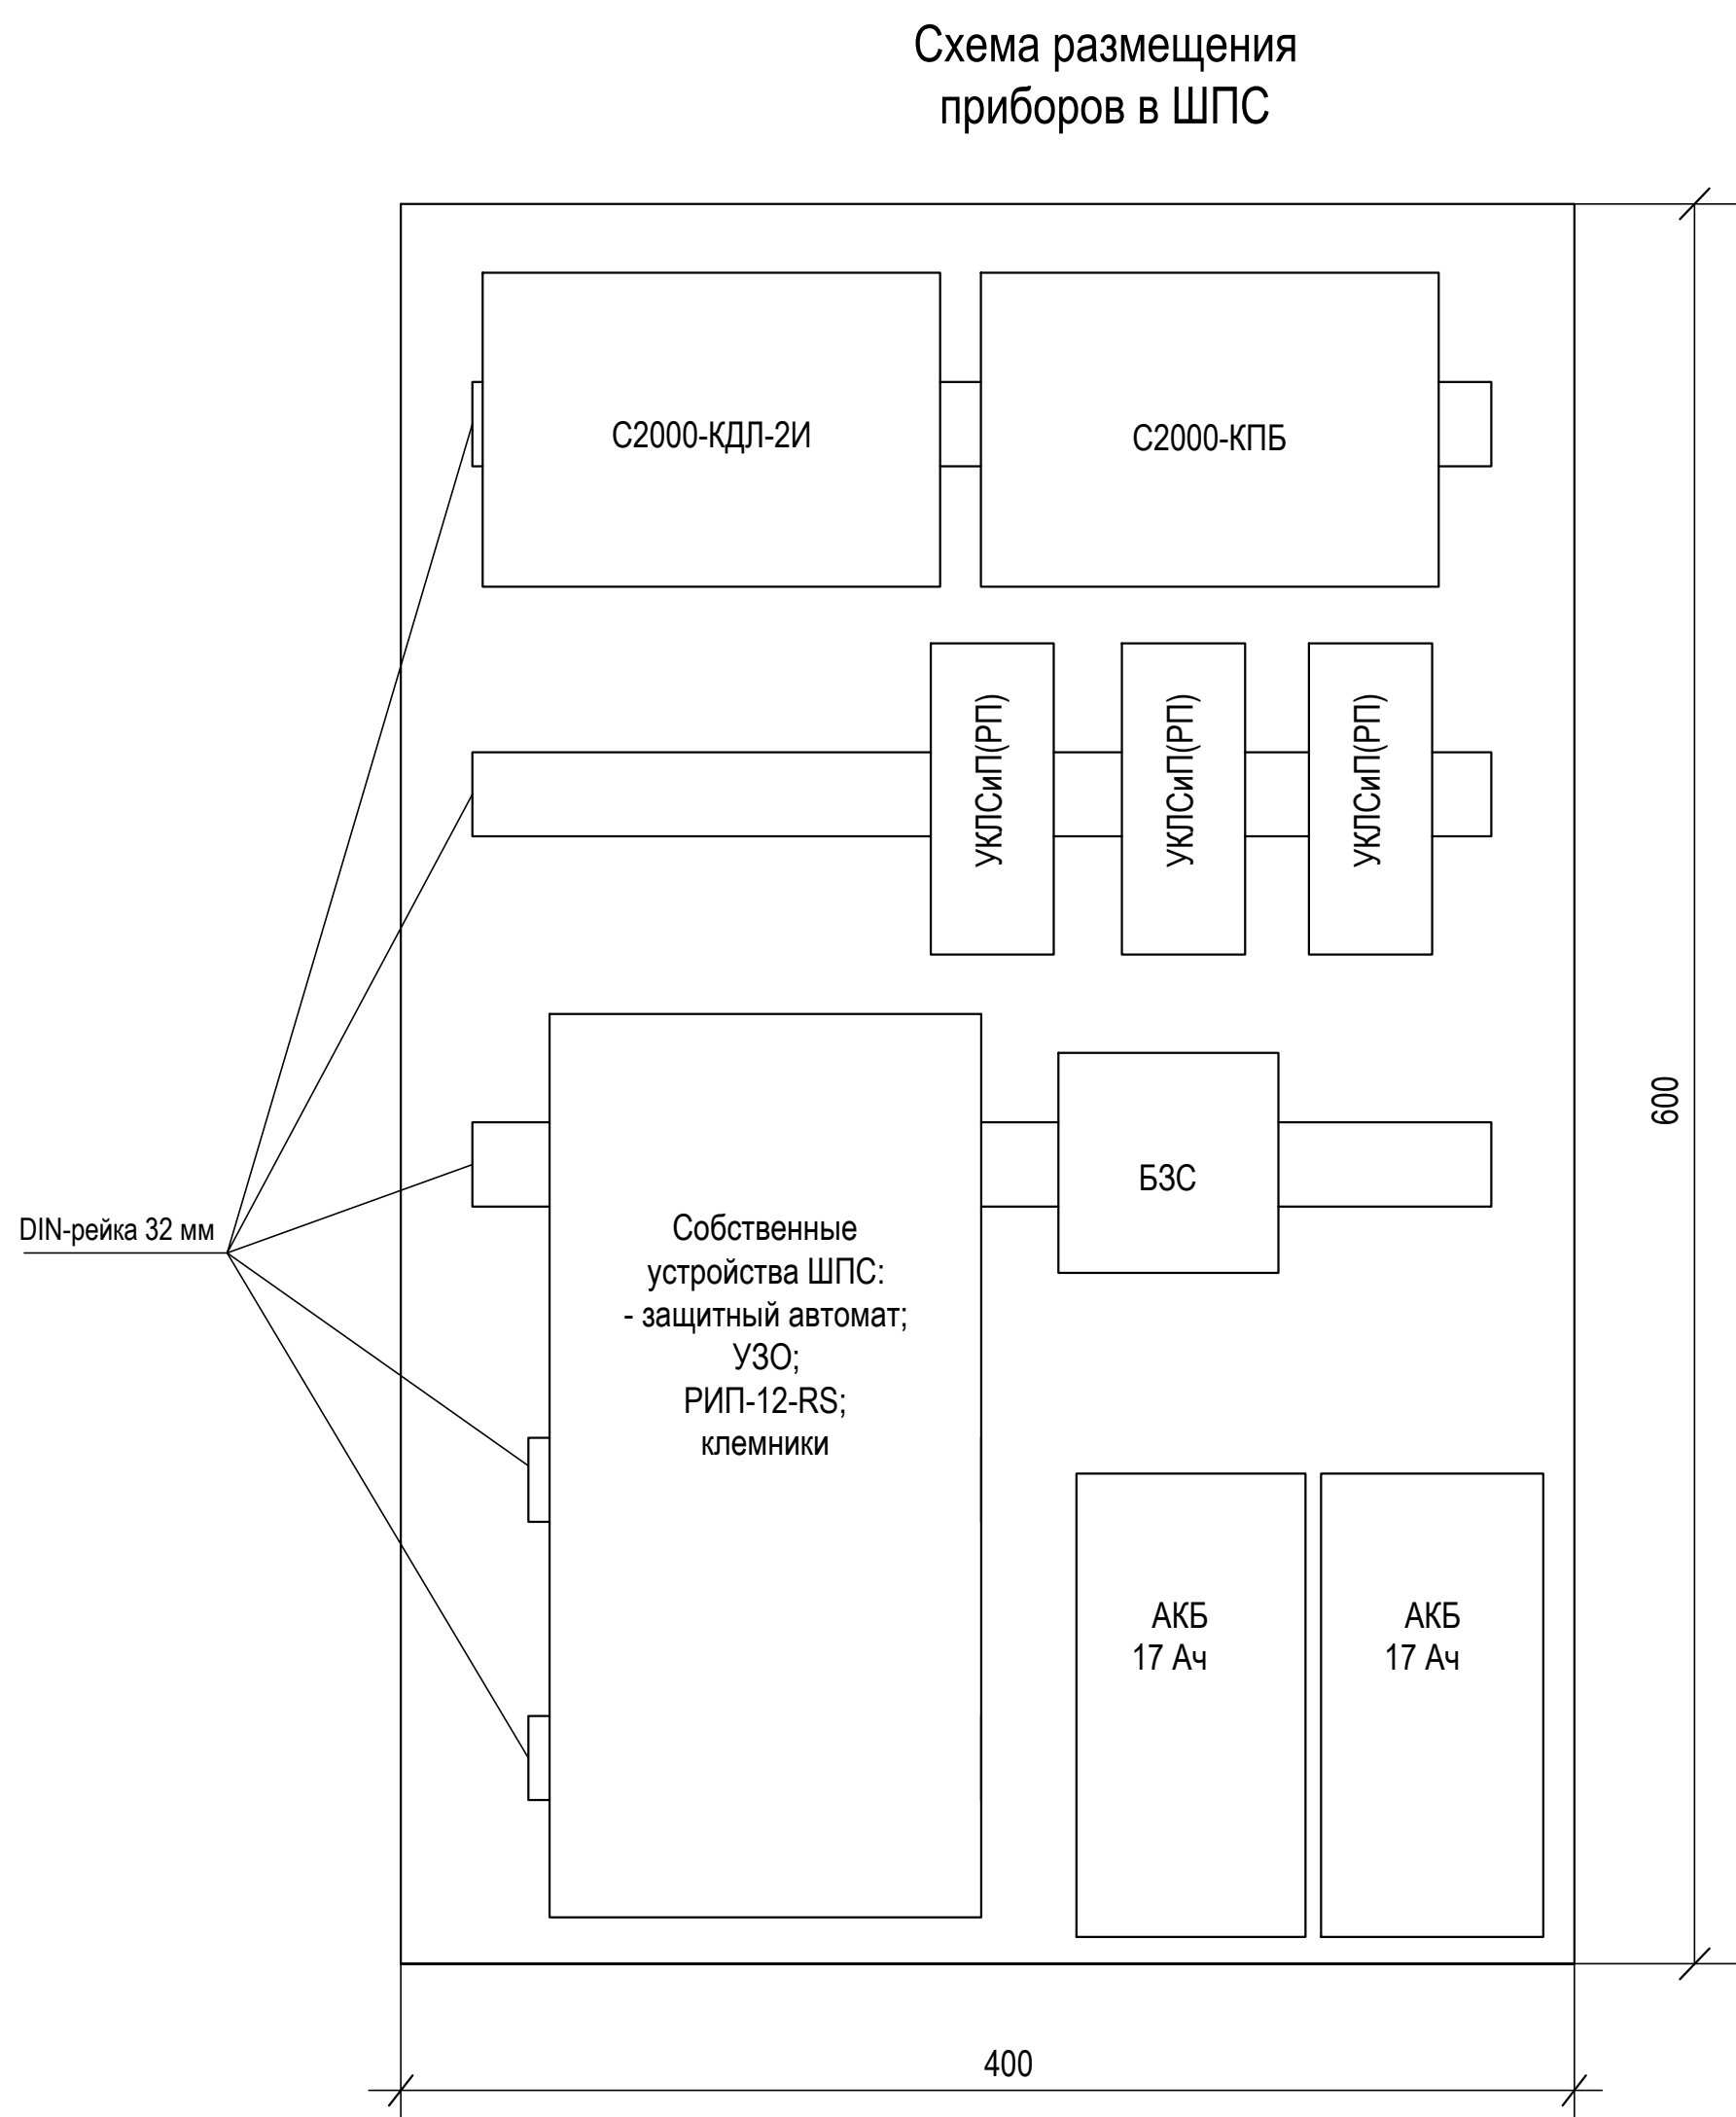 Схема размещения
приборов в ШПС
С2000-КДЛ-2И
С2000-КПБ
УКЛСиП(РП)
УКЛСиП(РП)
УКЛСиП(РП)
600
БЗС
DIN-рейка 32 мм
Собственные
устройства ШПС:
- защитный автомат;
УЗО;
РИП-12-RS;
клемники
АКБ
17 Ач
АКБ
17 Ач
400